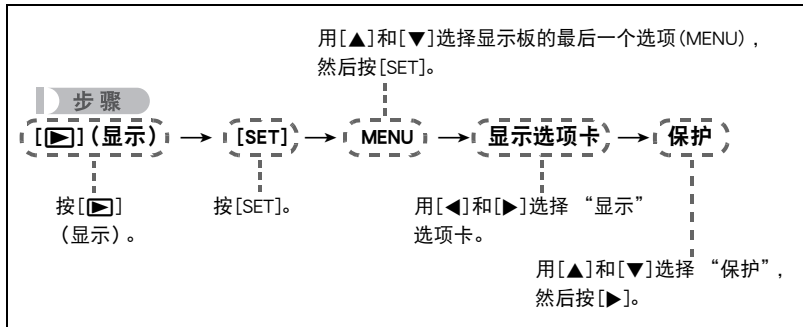 用[▲]和[▼]选择显示板的最后一个选项(MENU)，
然后按[SET]。
步骤
[▶](显示) → [SET] → MENU → 显示选项卡 → 保护
按[▶]
(显示)。
按[SET]。
用[◀]和[▶]选择 “显示”
选项卡。
用[▲]和[▼]选择 “保护”，
然后按[▶]。